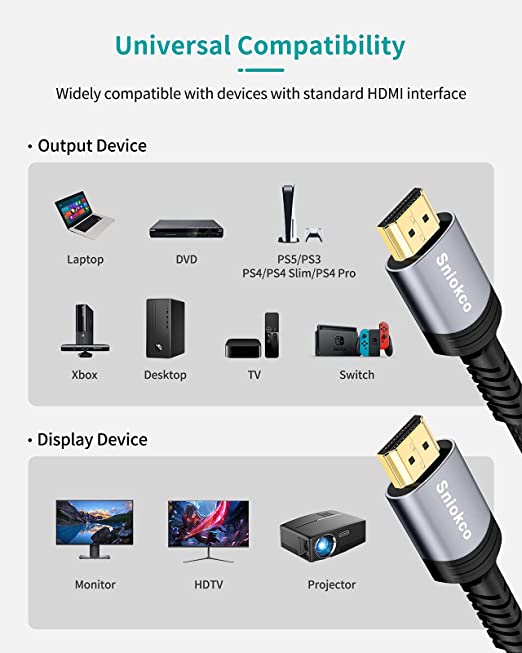 Universal Compatibility
Widely compatible with devices with standard HDMI interface
• Output Device
Laptop
DVD
PS5/PS3
PS4/PS4 Slim/PS4 Pro
Sniokco
Xbox
Desktop
TV
Switch
• Display Device
Monitor
HDTV
Projector
Sniokco